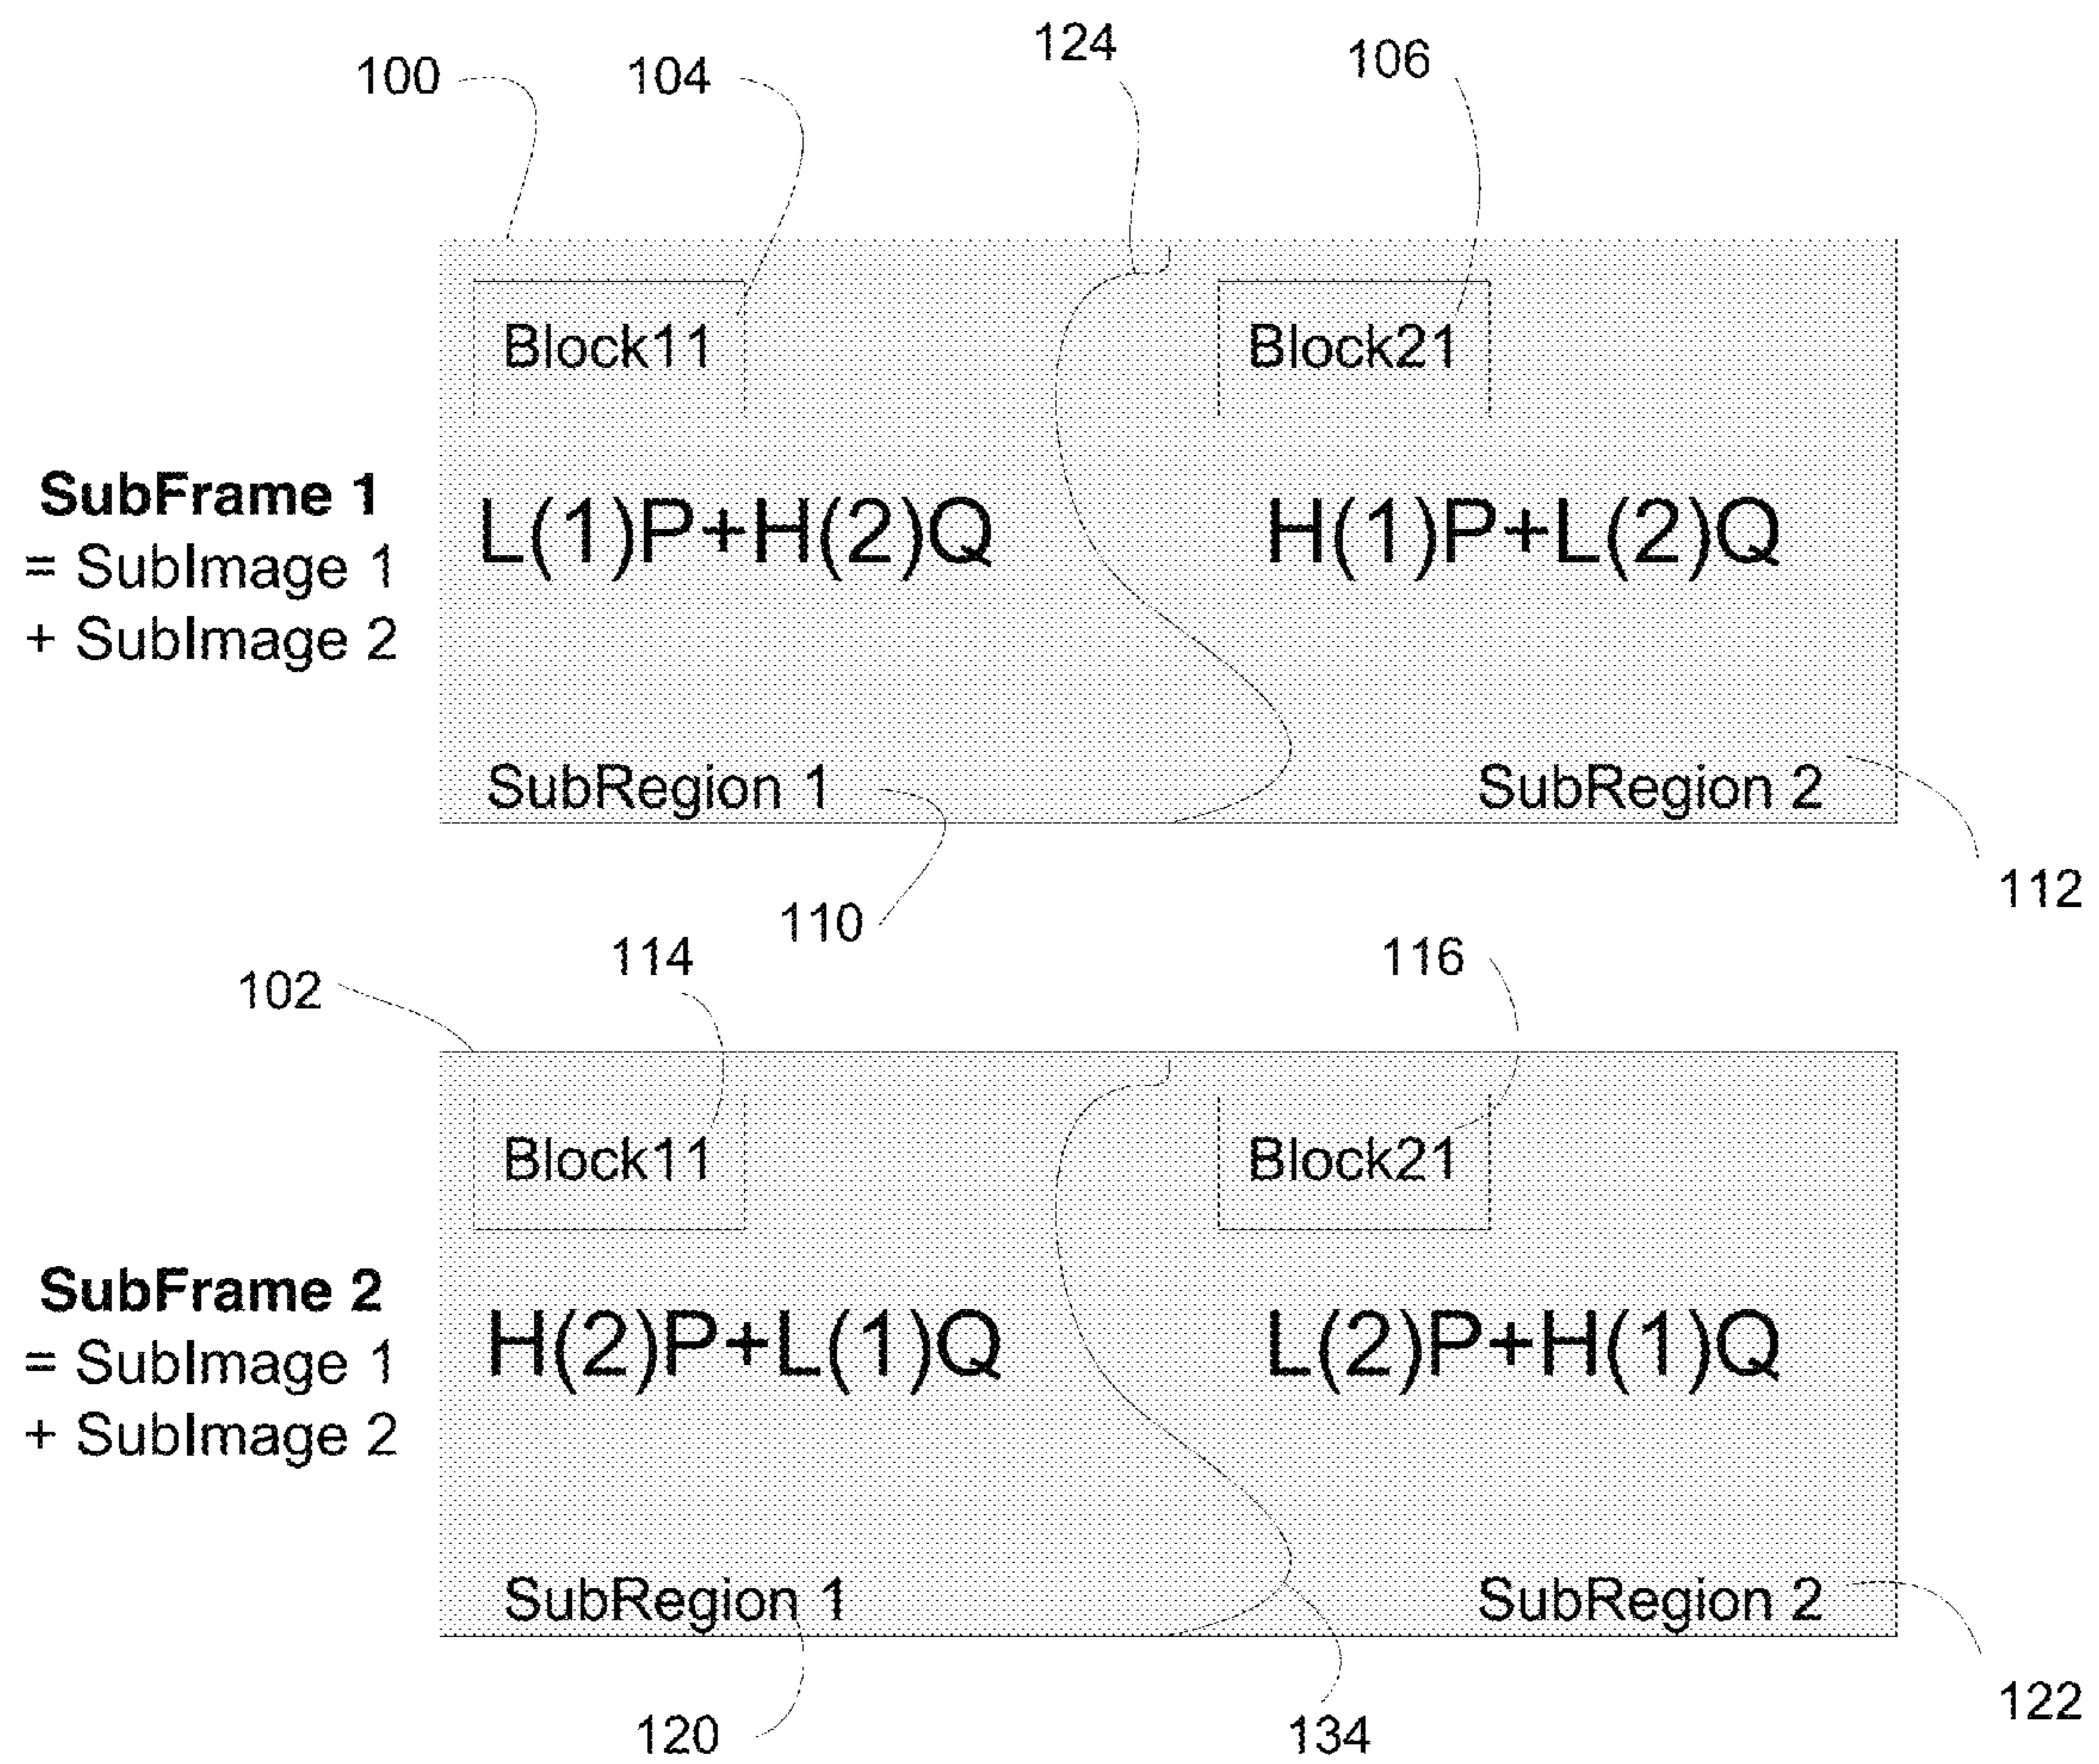 100
104
124
106
Block11
Block21
SubFrame 1
= SubImage 1
+ SubImage 2
L(1)P+H(2)Q
H(1)P+L(2)Q
SubRegion 1
SubRegion 2
110
112
102
114
116
Block11
Block21
SubFrame 2
= SubImage 1
+ SubImage 2
H(2)P+L(1)Q
L(2)P+H(1)Q
SubRegion 1
SubRegion 2
120
134
122